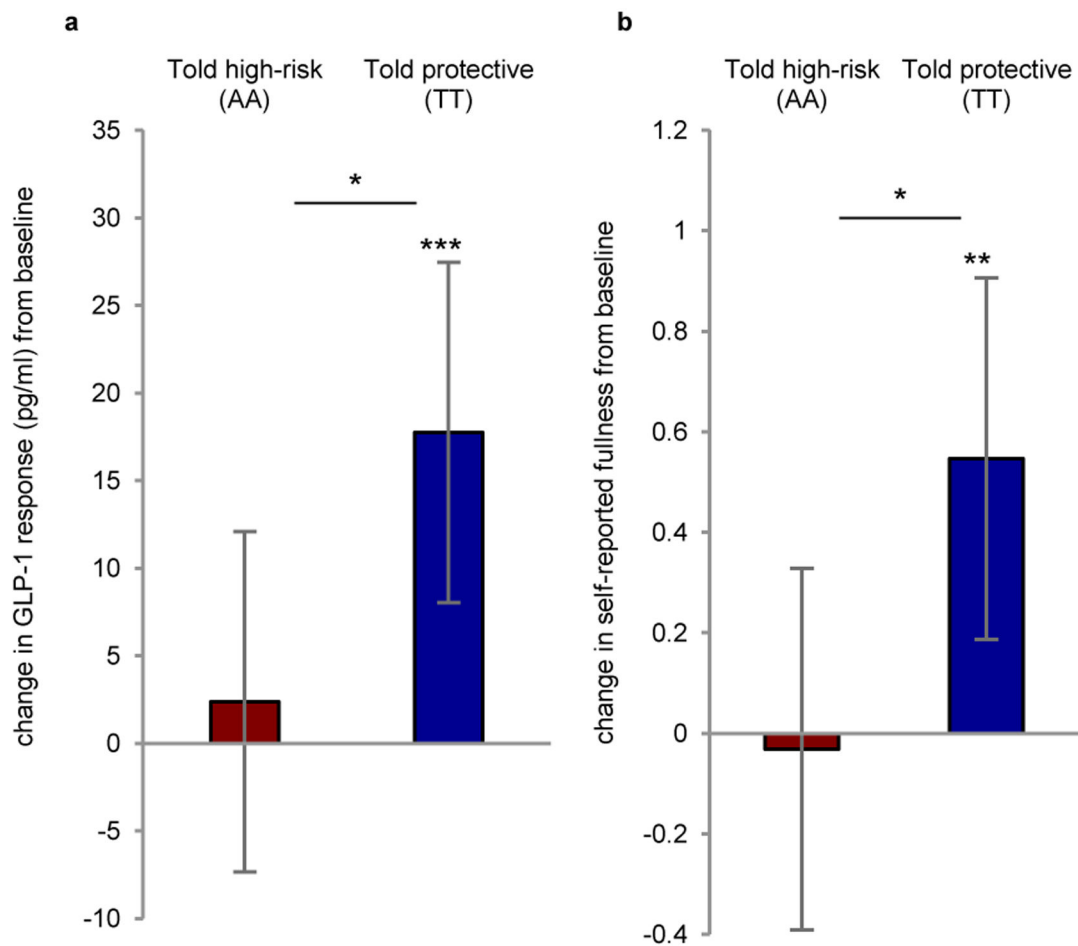 a
Told high-risk
(AA)
Told protective
(TT)
change in GLP-1 response (pg/ml) from baseline
35
30
25
20
15
10
5
0
-5
-10
*
***
b
Told high-risk
(AA)
Told protective
(TT)
change in self-reported fullness from baseline
1.2
1
0.8
0.6
0.4
0.2
0
-0.2
-0.4
*
**